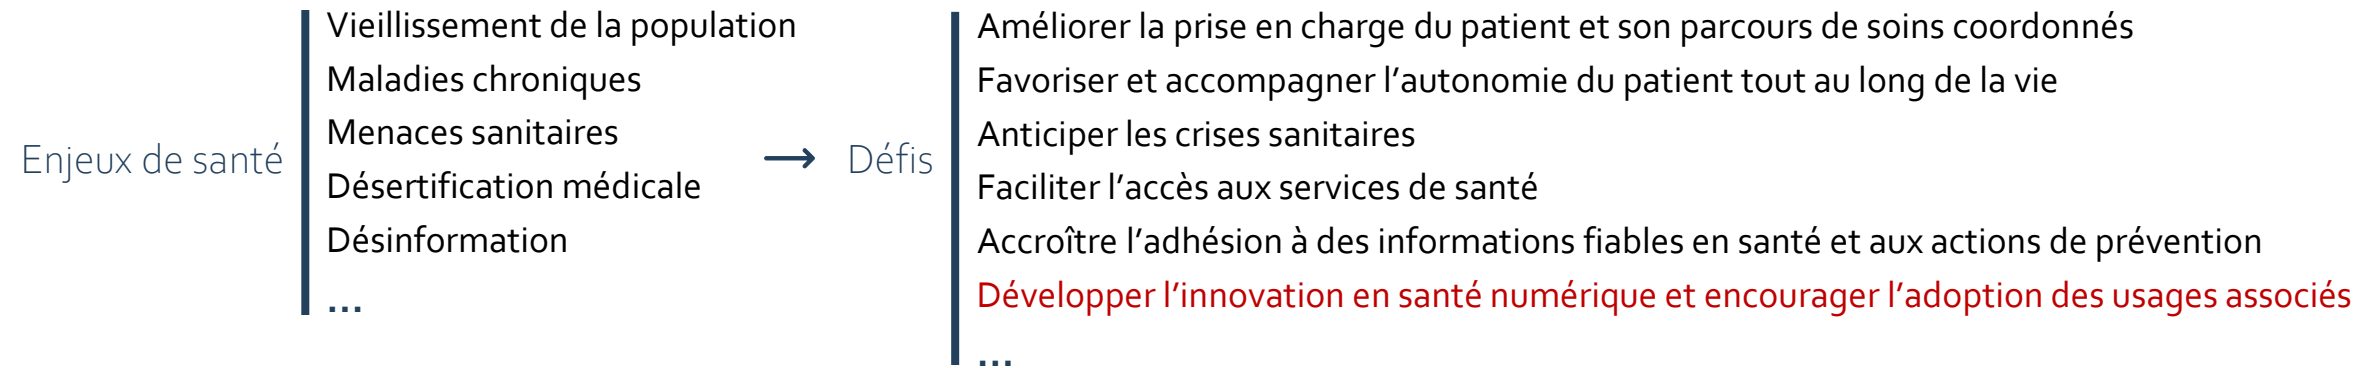 Enjeux de santé
Vieillissement de la population
Maladies chroniques
Menaces sanitaires
Désertification médicale
Désinformation
...
→
Défis
Améliorer la prise en charge du patient et son parcours de soins coordonnés
Favoriser et accompagner l’autonomie du patient tout au long de la vie
Anticiper les crises sanitaires
Faciliter l’accès aux services de santé
Accroître l’adhésion à des informations fiables en santé et aux actions de prévention
Développer l’innovation en santé numérique et encourager l’adoption des usages associés
...